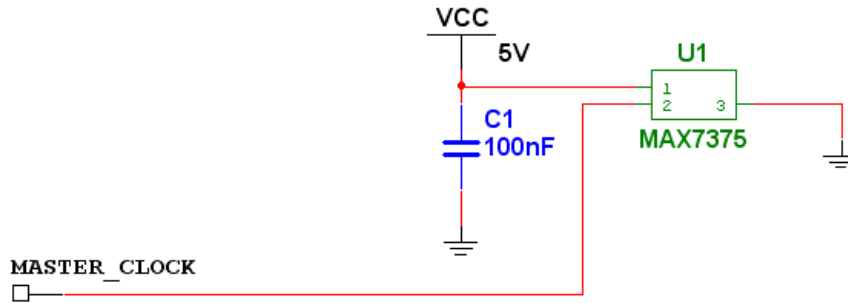 VCC
5V
U1
1
2
3
MAX7375
C1
100nF
MASTER_CLOCK